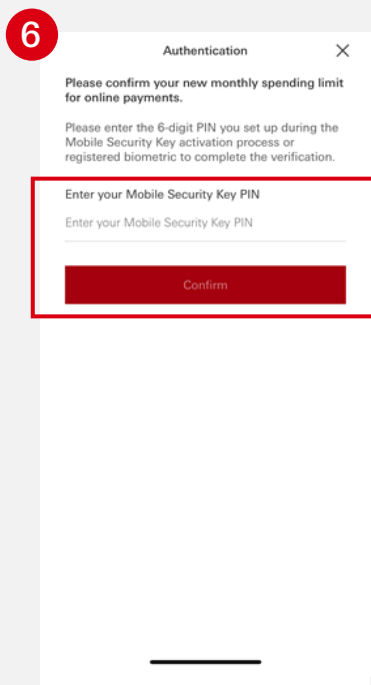 6
Authentication
Please confirm your new monthly spending limit
for online payments.
Please enter the 6-digit PIN you set up during the
Mobile Security Key activation process or
registered biometric to complete the verification.
Enter your Mobile Security Key PIN
Enter your Mobile Security Key PIN
Confirm